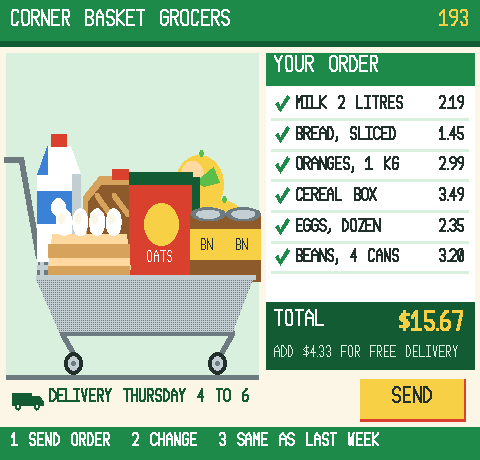 CORNER BASKET GROCERS 193
YOUR ORDER
MILK 2 LITRES 2.19
BREAD, SLICED 1.45
ORANGES, 1 KG 2.99
CEREAL BOX 3.49
EGGS, DOZEN 2.35
BEANS, 4 CANS 3.20
OATS
BN BN
TOTAL $15.67
ADD $4.33 FOR FREE DELIVERY
DELIVERY THURSDAY 4 TO 6
SEND
1 SEND ORDER 2 CHANGE 3 SAME AS LAST WEEK